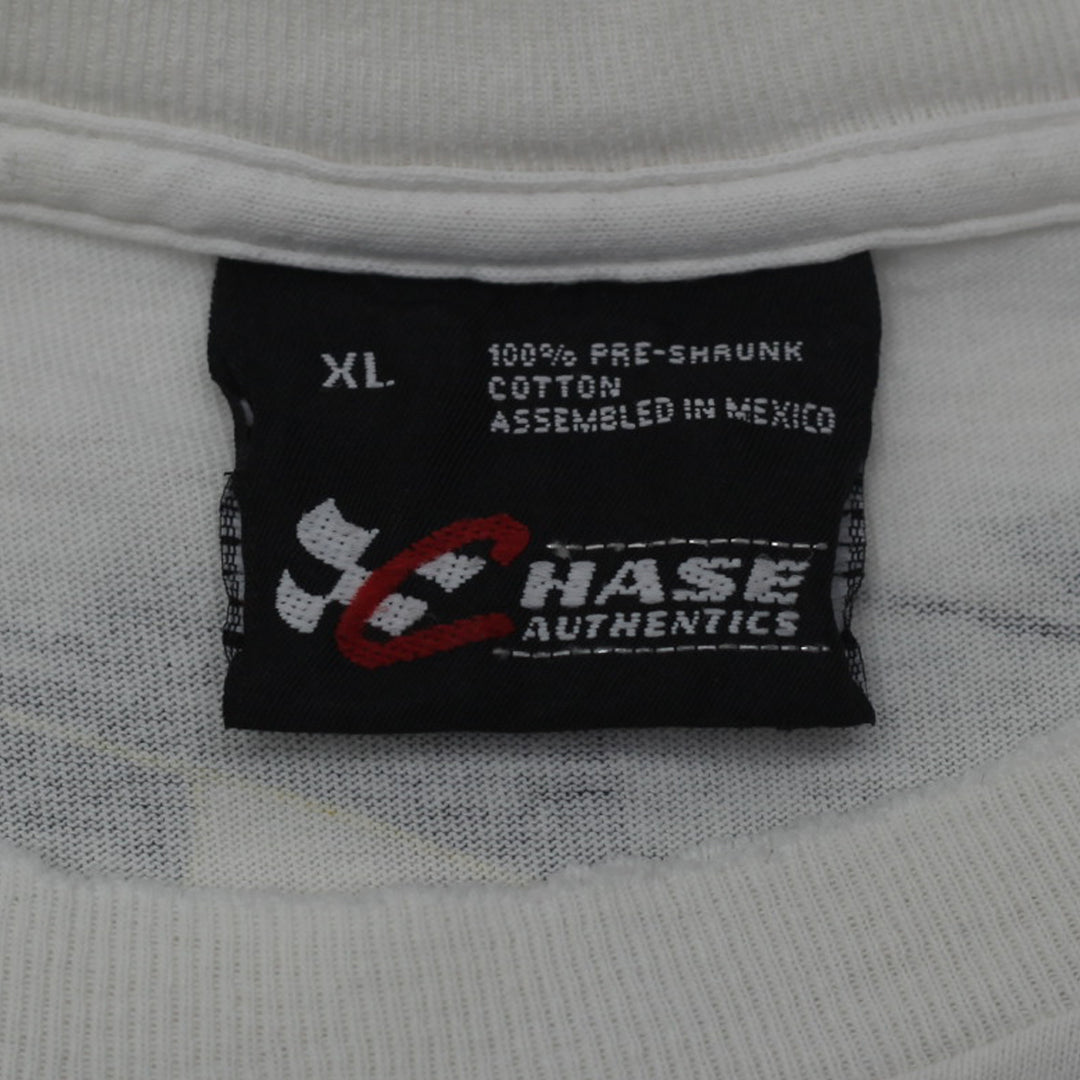 XL.
100% PRE-SHRUNK
COTTON
ASSEMBLED IN MEXICO
CHASE
AUTHENTICS